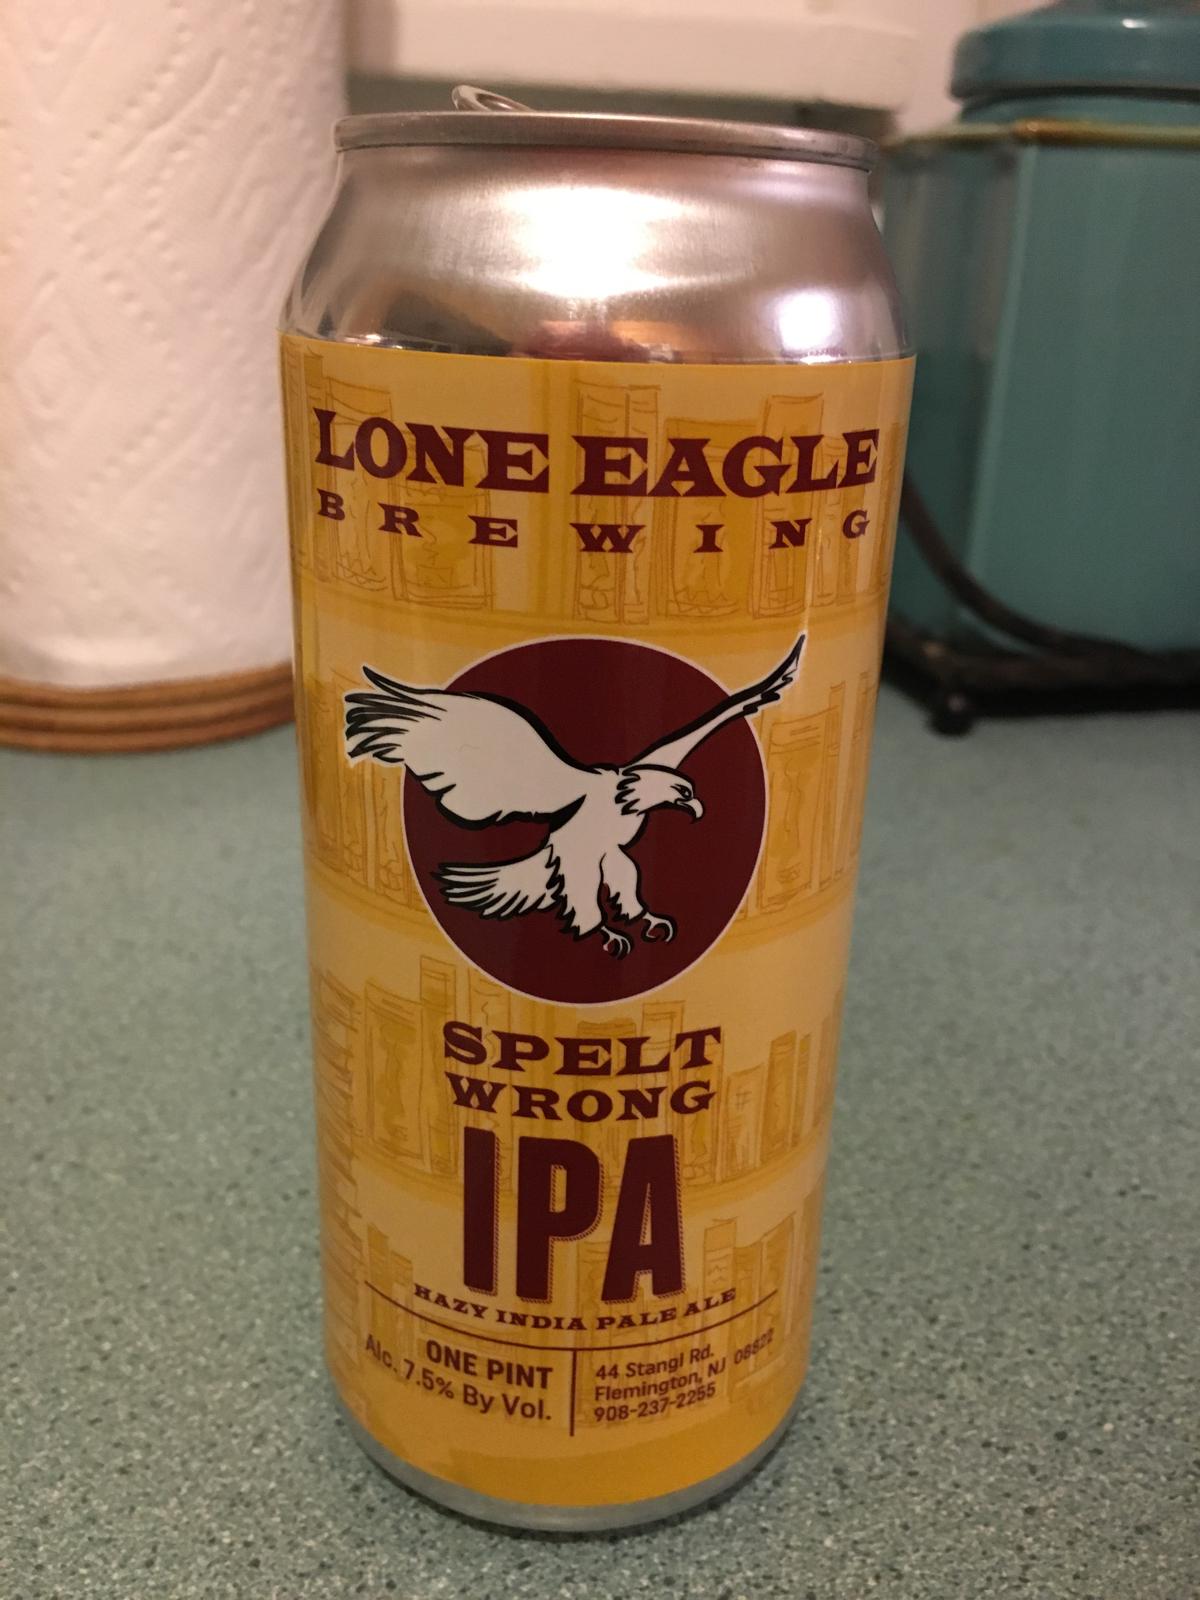 LONE EAGLE
BREWING
SPELT
WRONG
IPA
HAZY INDIA PALE ALE
ONE PINT
Alc. 7.5% By Vol.
44 Stangl Rd.
Flemington, NJ 08822
908-237-2255